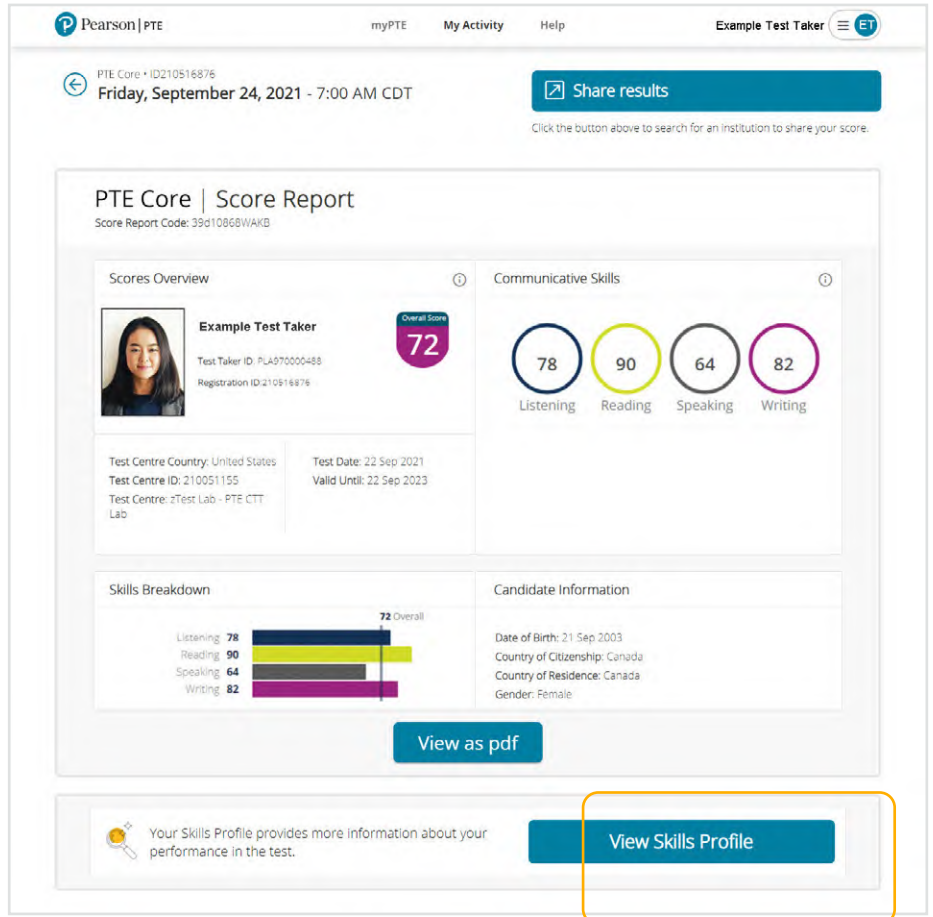 Pearson | PTE
myPTE
My Activity
Help
Example Test Taker
ET
PTE Core • ID210516876
Friday, September 24, 2021 - 7:00 AM CDT
Share results
Click the button above to search for an institution to share your score.
PTE Core | Score Report
Score Report Code: 39d10868WAKB
Scores Overview
Example Test Taker
Test Taker ID: PLA970000488
Registration ID:210516876
Overall Score
72
Test Centre Country: United States
Test Centre ID: 210051155
Test Centre: zTest Lab - PTE CTT
Lab
Test Date: 22 Sep 2021
Valid Until: 22 Sep 2023
Communicative Skills
78
90
64
82
Listening
Reading
Speaking
Writing
Skills Breakdown
72 Overall
Listening 78
Reading 90
Speaking 64
Writing 82
Candidate Information
Date of Birth: 21 Sep 2003
Country of Citizenship: Canada
Country of Residence: Canada
Gender: Female
View as pdf
Your Skills Profile provides more information about your
performance in the test.
View Skills Profile